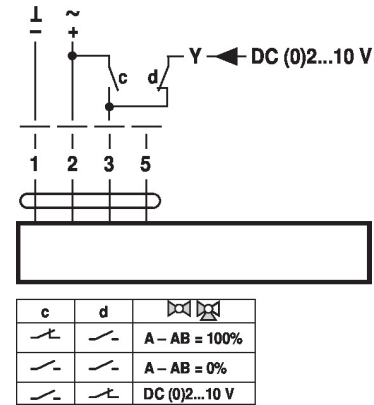 ⊥ ~
− +
c d Y DC (0)2...10 V
1 2 3 5
c d
A – AB = 100%
A – AB = 0%
DC (0)2...10 V